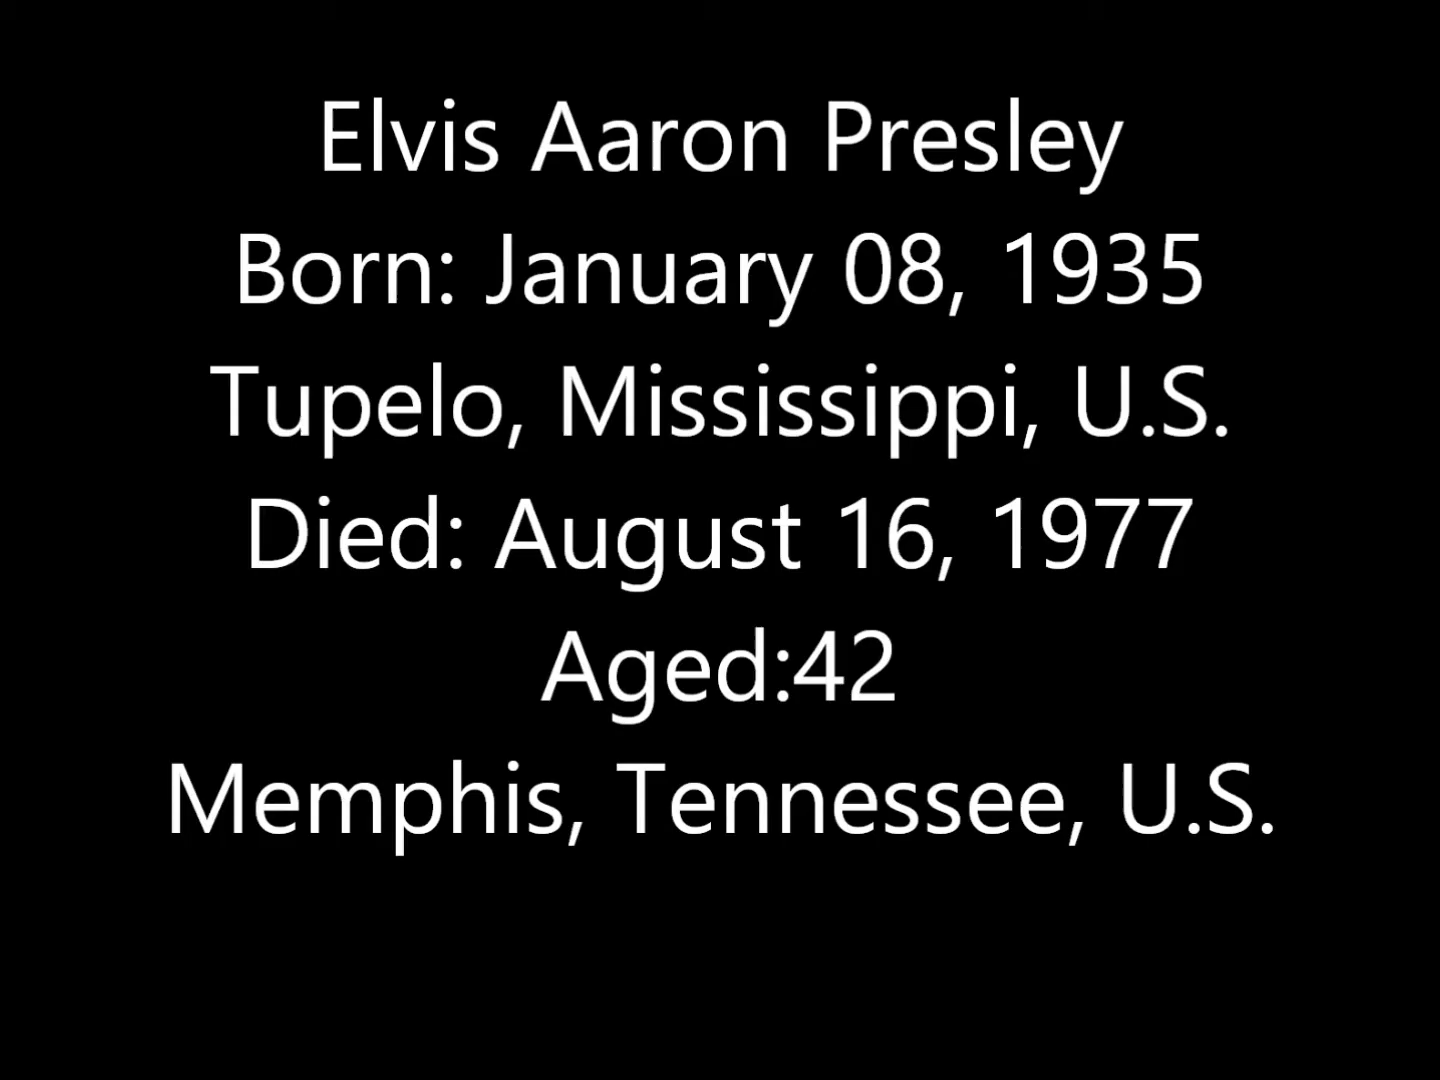 Elvis Aaron Presley
Born: January 08, 1935
Tupelo, Mississippi, U.S.
Died: August 16, 1977
Aged:42
Memphis, Tennessee, U.S.